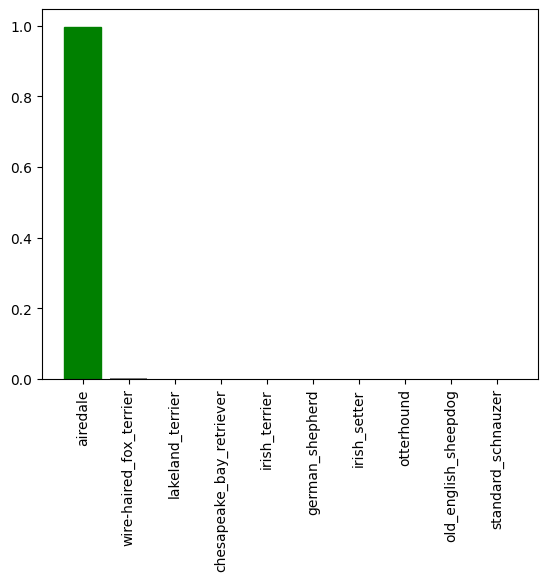 1.0
0.8
0.6
0.4
0.2
0.0
airedale
wire-haired_fox_terrier
lakeland_terrier
chesapeake_bay_retriever
irish_terrier
german_shepherd
irish_setter
otterhound
old_english_sheepdog
standard_schnauzer